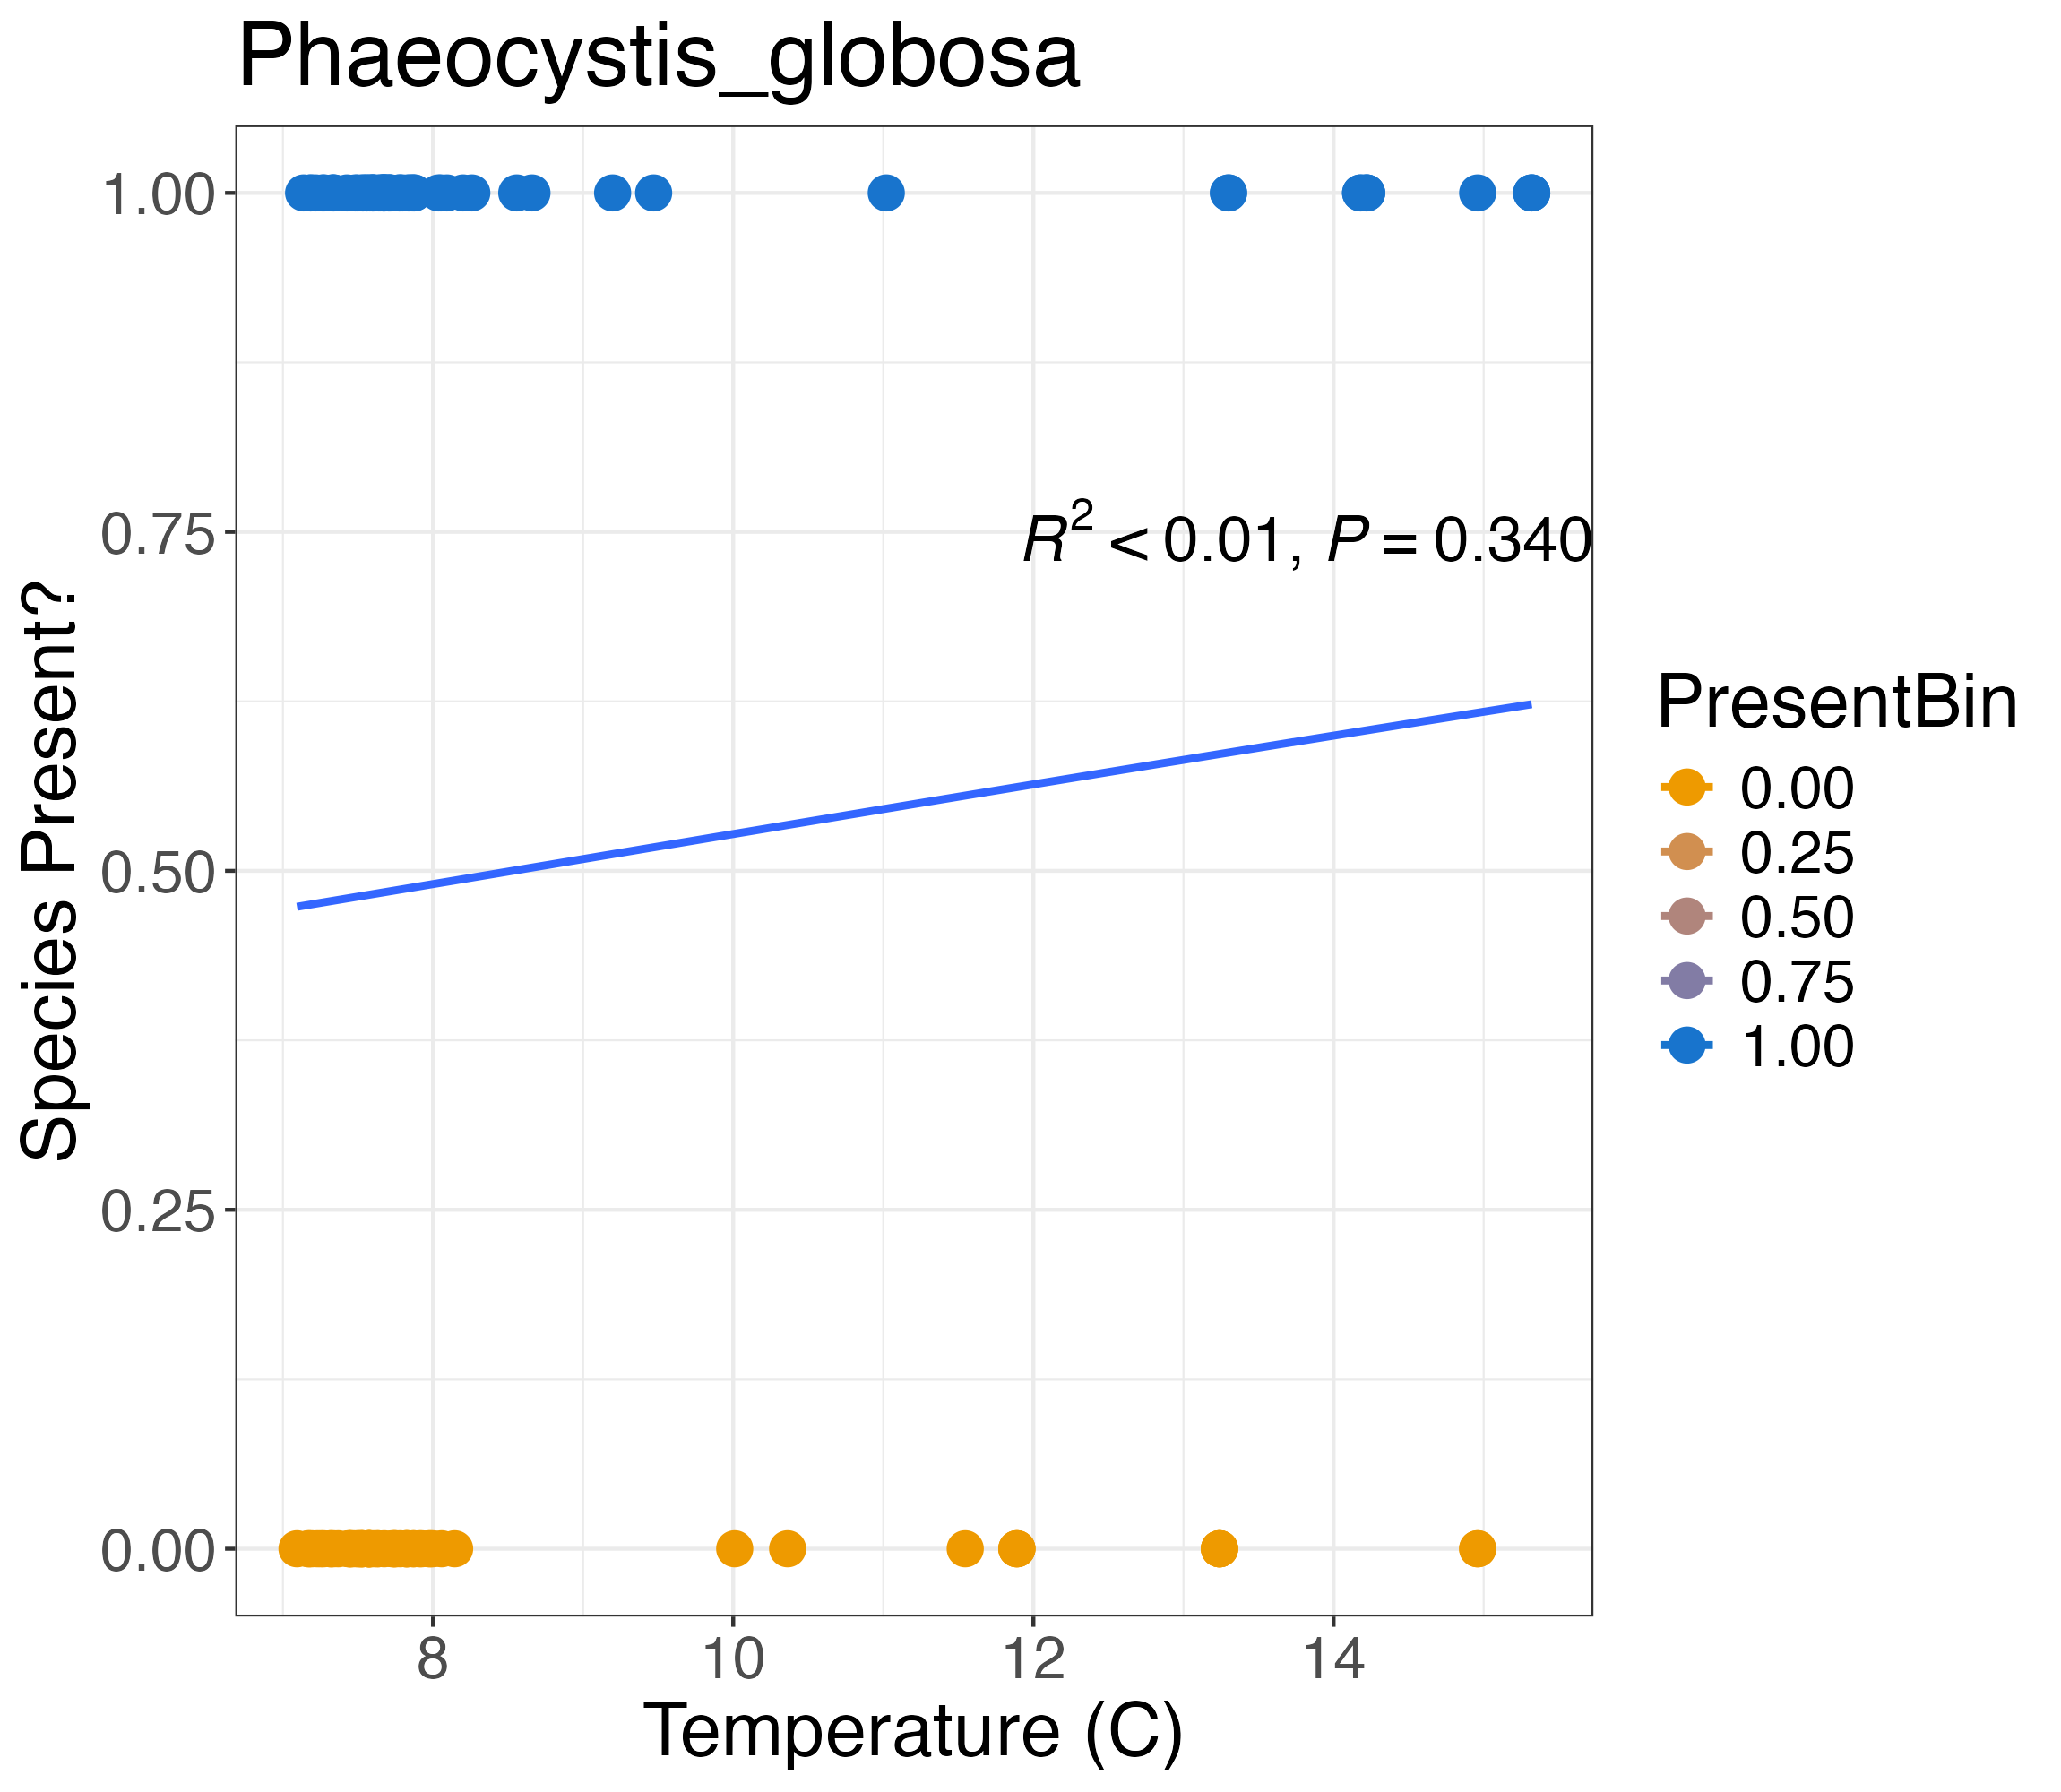 Phaeocystis_globosa
1.00
0.75
0.50
0.25
0.00
Species Present?
R² < 0.01, P = 0.340
8 10 12 14
Temperature (C)
PresentBin
0.00
0.25
0.50
0.75
1.00